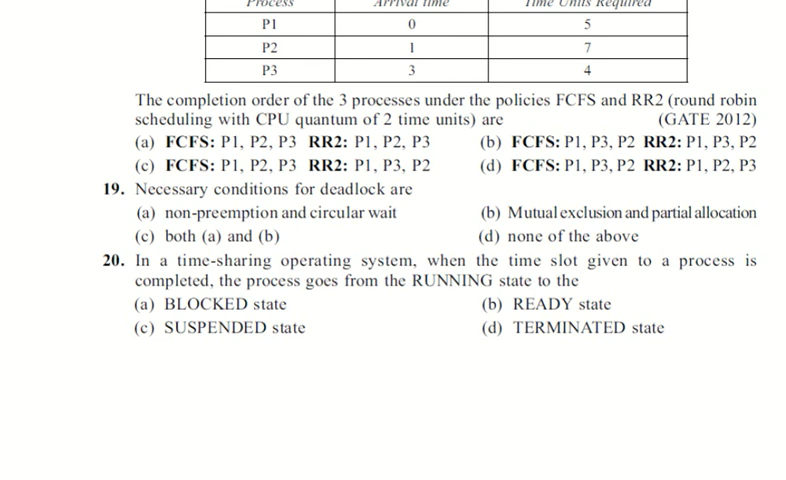 Process Arrival time Time Units Required
P1 0 5
P2 1 7
P3 3 4
The completion order of the 3 processes under the policies FCFS and RR2 (round robin
scheduling with CPU quantum of 2 time units) are (GATE 2012)
(a) FCFS: P1, P2, P3 RR2: P1, P2, P3 (b) FCFS: P1, P3, P2 RR2: P1, P3, P2
(c) FCFS: P1, P2, P3 RR2: P1, P3, P2 (d) FCFS: P1, P3, P2 RR2: P1, P2, P3
19. Necessary conditions for deadlock are
(a) non-preemption and circular wait (b) Mutual exclusion and partial allocation
(c) both (a) and (b) (d) none of the above
20. In a time-sharing operating system, when the time slot given to a process is
completed, the process goes from the RUNNING state to the
(a) BLOCKED state (b) READY state
(c) SUSPENDED state (d) TERMINATED state